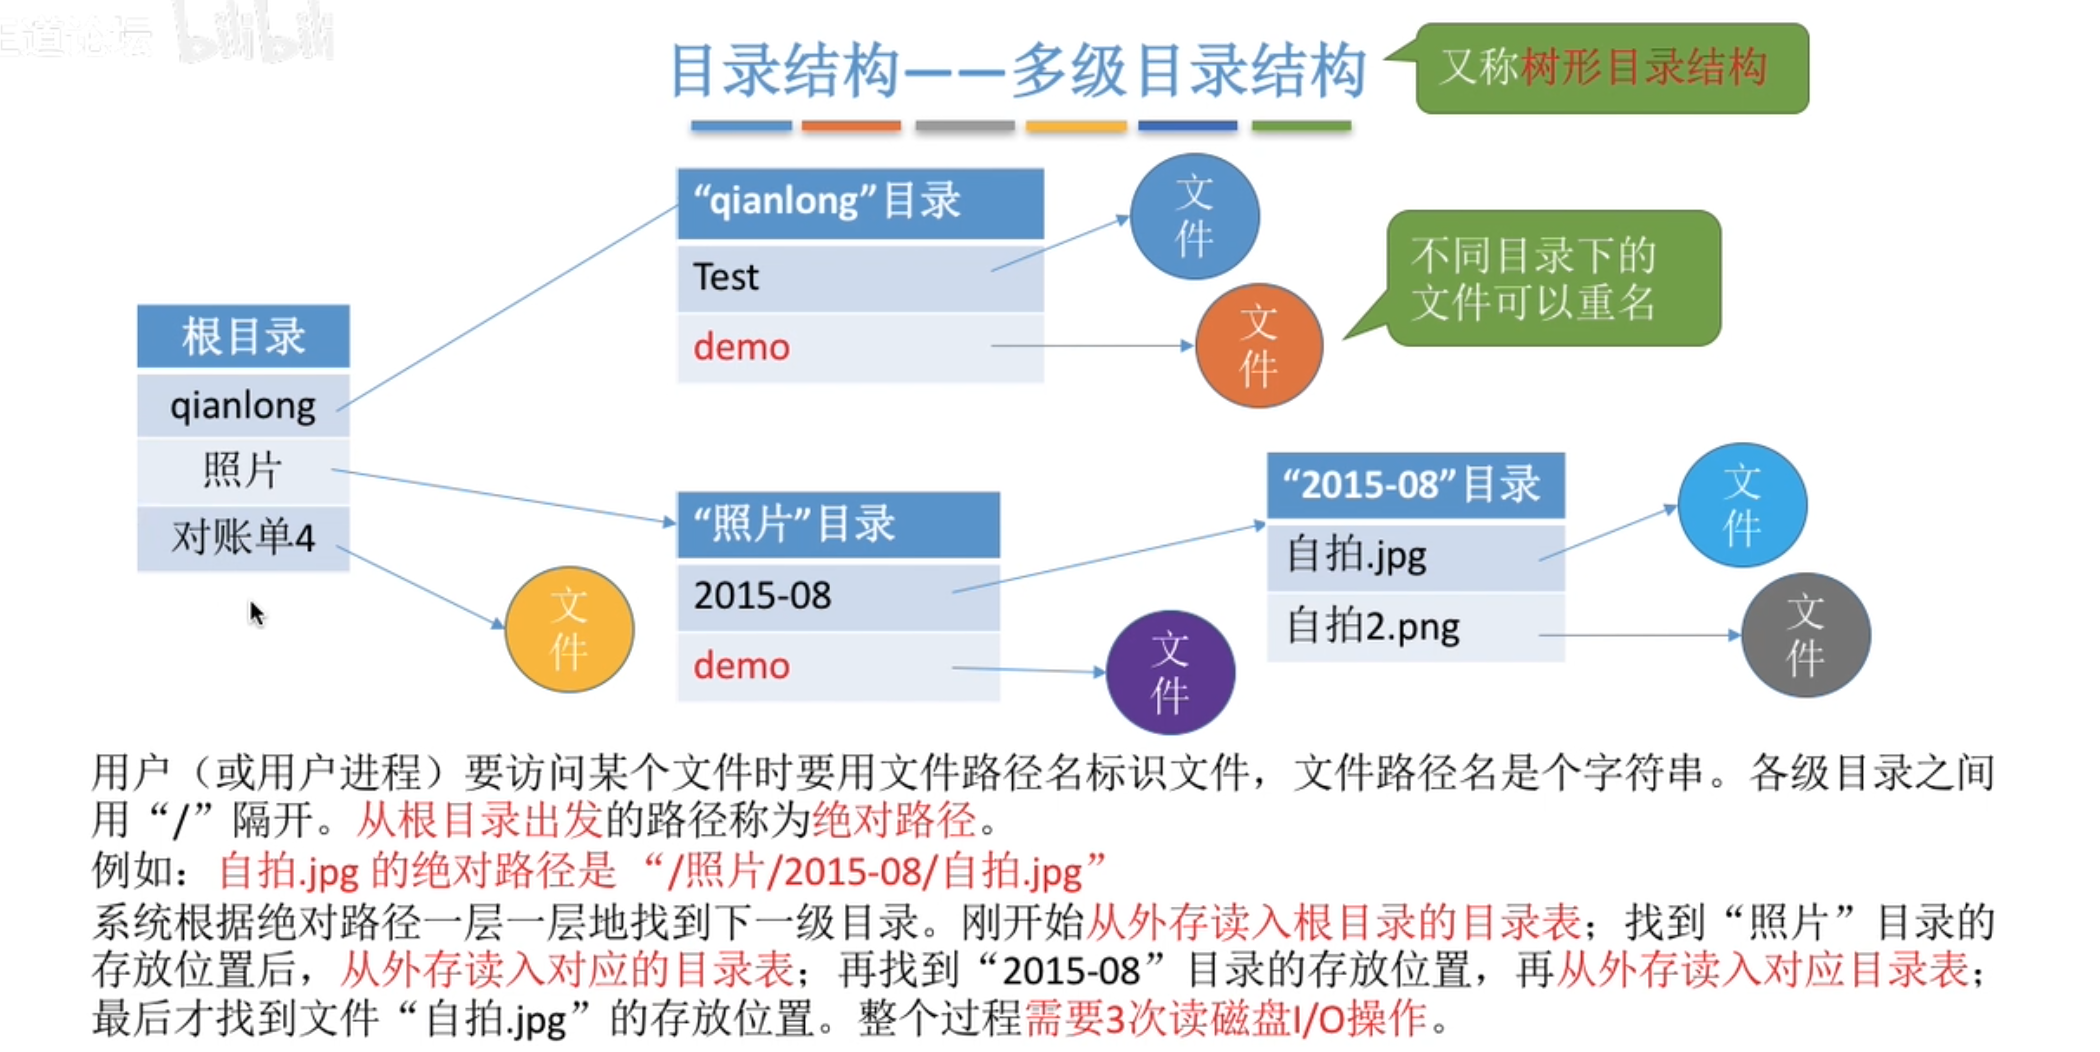 王道论坛 bilibili
目录结构——多级目录结构
又称树形目录结构
“qianlong”目录
Test
demo
文
件
文
件
不同目录下的
文件可以重名
根目录
qianlong
照片
对账单4
文
件
“照片”目录
2015-08
demo
文
件
“2015-08”目录
自拍.jpg
自拍2.png
文
件
文
件
用户（或用户进程）要访问某个文件时要用文件路径名标识文件，文件路径名是个字符串。各级目录之间
用“/”隔开。从根目录出发的路径称为绝对路径。
例如：自拍.jpg 的绝对路径是“/照片/2015-08/自拍.jpg”
系统根据绝对路径一层一层地找到下一级目录。刚开始从外存读入根目录的目录表；找到“照片”目录的
存放位置后，从外存读入对应的目录表；再找到“2015-08”目录的存放位置，再从外存读入对应目录表；
最后才找到文件“自拍.jpg”的存放位置。整个过程需要3次读磁盘I/O操作。